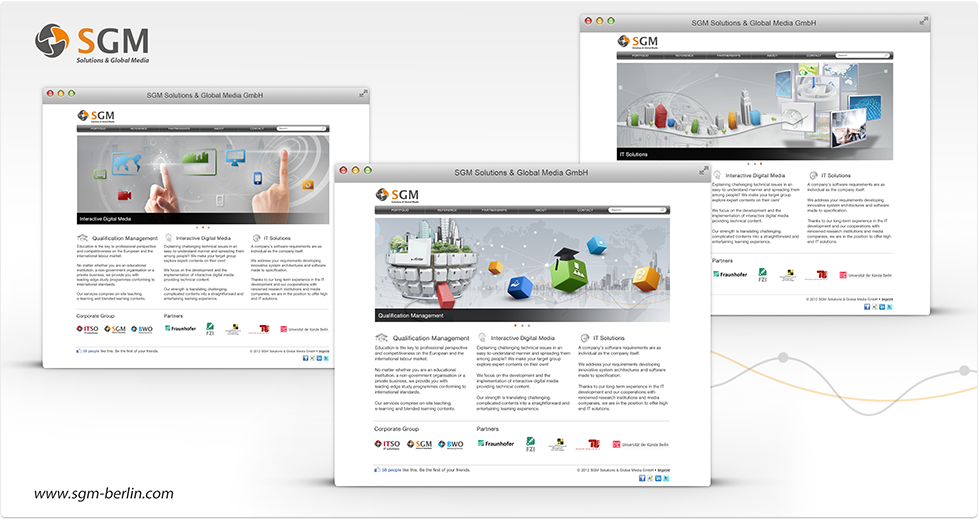 SGM
Solutions & Global Media
SGM Solutions & Global Media GmbH
SGM
PORTFOLIO REFERENCE PARTNERSHIPS ABOUT CONTACT
Interactive Digital Media
Qualification Management
Education is the key to professional perspective
and competitiveness on the European and the
international labour market.
No matter whether you are an educational
institution, a non-government organisation or a
private business, we provide you with
leading edge study programmes conforming to
international standards.
Our services comprise on-site teaching,
e-learning and blended learning contents.
Interactive Digital Media
Explaining challenging technical issues in an
easy-to-understand manner and spreading them
among people? We make your target group
explore expert contents on their own!
We focus on the development and the
implementation of interactive digital media
providing technical content.
Our strength is translating challenging,
complicated contents into a straightforward and
entertaining learning experience.
IT Solutions
A company's software requirements are as
individual as the company itself.
We address your requirements developing
innovative system architectures and software
made to specification.
Thanks to our long-term experience in the IT
development and our cooperations with
renowned research institutions and media
companies, we are in the position to offer high
end IT solutions.
Corporate Group
ITSO SGM BWO
Partners
Fraunhofer
FZI
Universität der Künste Berlin
38 people like this. Be the first of your friends.
© 2012 SGM Solutions & Global Media GmbH • Imprint
SGM Solutions & Global Media GmbH
SGM
Solutions & Global Media
PORTFOLIO REFERENCE PARTNERSHIPS ABOUT CONTACT
IT Solutions
Interactive Digital Media
Explaining challenging technical issues in an
easy-to-understand manner and spreading them
among people? We make your target group
explore expert contents on their own!
We focus on the development and the
implementation of interactive digital media
providing technical content.
Our strength is translating challenging,
complicated contents into a straightforward and
entertaining learning experience.
IT Solutions
A company's software requirements are as
individual as the company itself.
We address your requirements developing
innovative system architectures and software
made to specification.
Thanks to our long-term experience in the IT
development and our cooperations with
renowned research institutions and media
companies, we are in the position to offer high
end IT solutions.
Partners
Fraunhofer
FZI
Universität der Künste Berlin
© 2012 SGM Solutions & Global Media GmbH • Imprint
SGM Solutions & Global Media GmbH
SGM
Solutions & Global Media
PORTFOLIO REFERENCE PARTNERSHIPS ABOUT CONTACT
Qualification Management
Qualification Management
Education is the key to professional perspective
and competitiveness on the European and the
international labour market.
No matter whether you are an educational
institution, a non-government organisation or a
private business, we provide you with
leading edge study programmes conforming to
international standards.
Our services comprise on-site teaching,
e-learning and blended learning contents.
Interactive Digital Media
Explaining challenging technical issues in an
easy-to-understand manner and spreading them
among people? We make your target group
explore expert contents on their own!
We focus on the development and the
implementation of interactive digital media
providing technical content.
Our strength is translating challenging,
complicated contents into a straightforward and
entertaining learning experience.
IT Solutions
A company's software requirements are as
individual as the company itself.
We address your requirements developing
innovative system architectures and software
made to specification.
Thanks to our long-term experience in the IT
development and our cooperations with
renowned research institutions and media
companies, we are in the position to offer high
end IT solutions.
Corporate Group
ITSO SGM BWO
Partners
Fraunhofer
FZI
Universität der Künste Berlin
38 people like this. Be the first of your friends.
© 2012 SGM Solutions & Global Media GmbH • Imprint
www.sgm-berlin.com